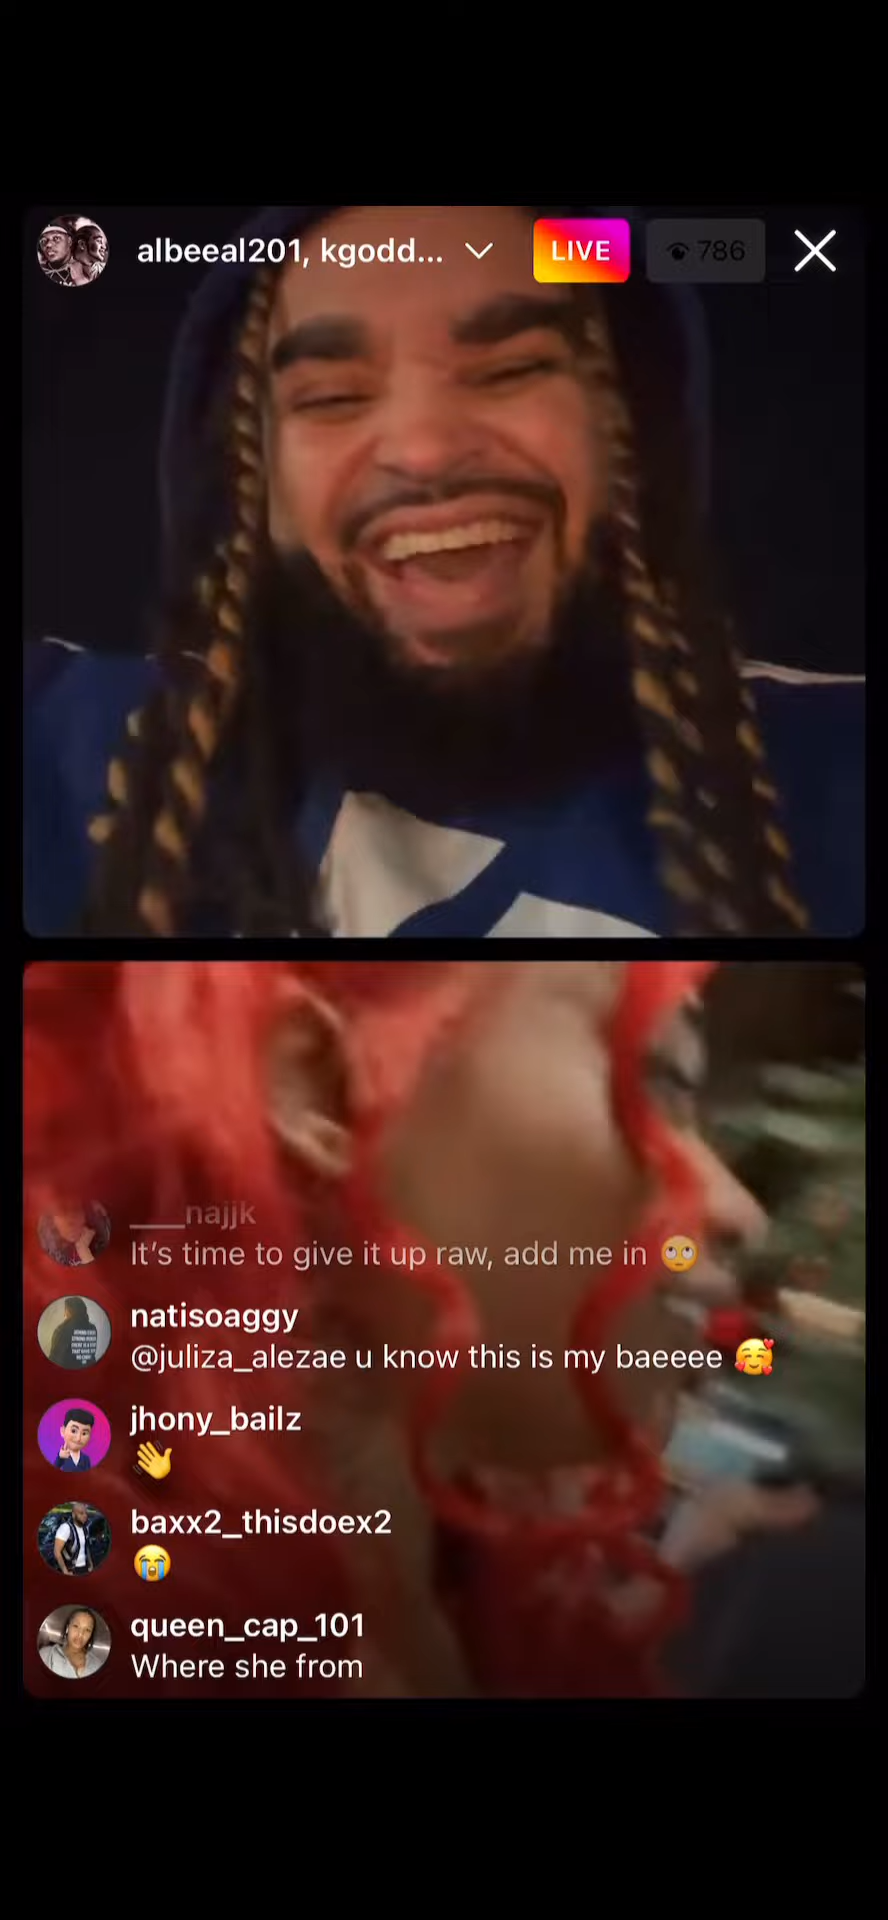 albeeal201, kgodd...
LIVE
786
___najjk
It’s time to give it up raw, add me in 🙄
natisoaggy
@juliza_alezae u know this is my baeeee 🥰
jhony_bailz
👋
baxx2_thisdoex2
😭
queen_cap_101
Where she from